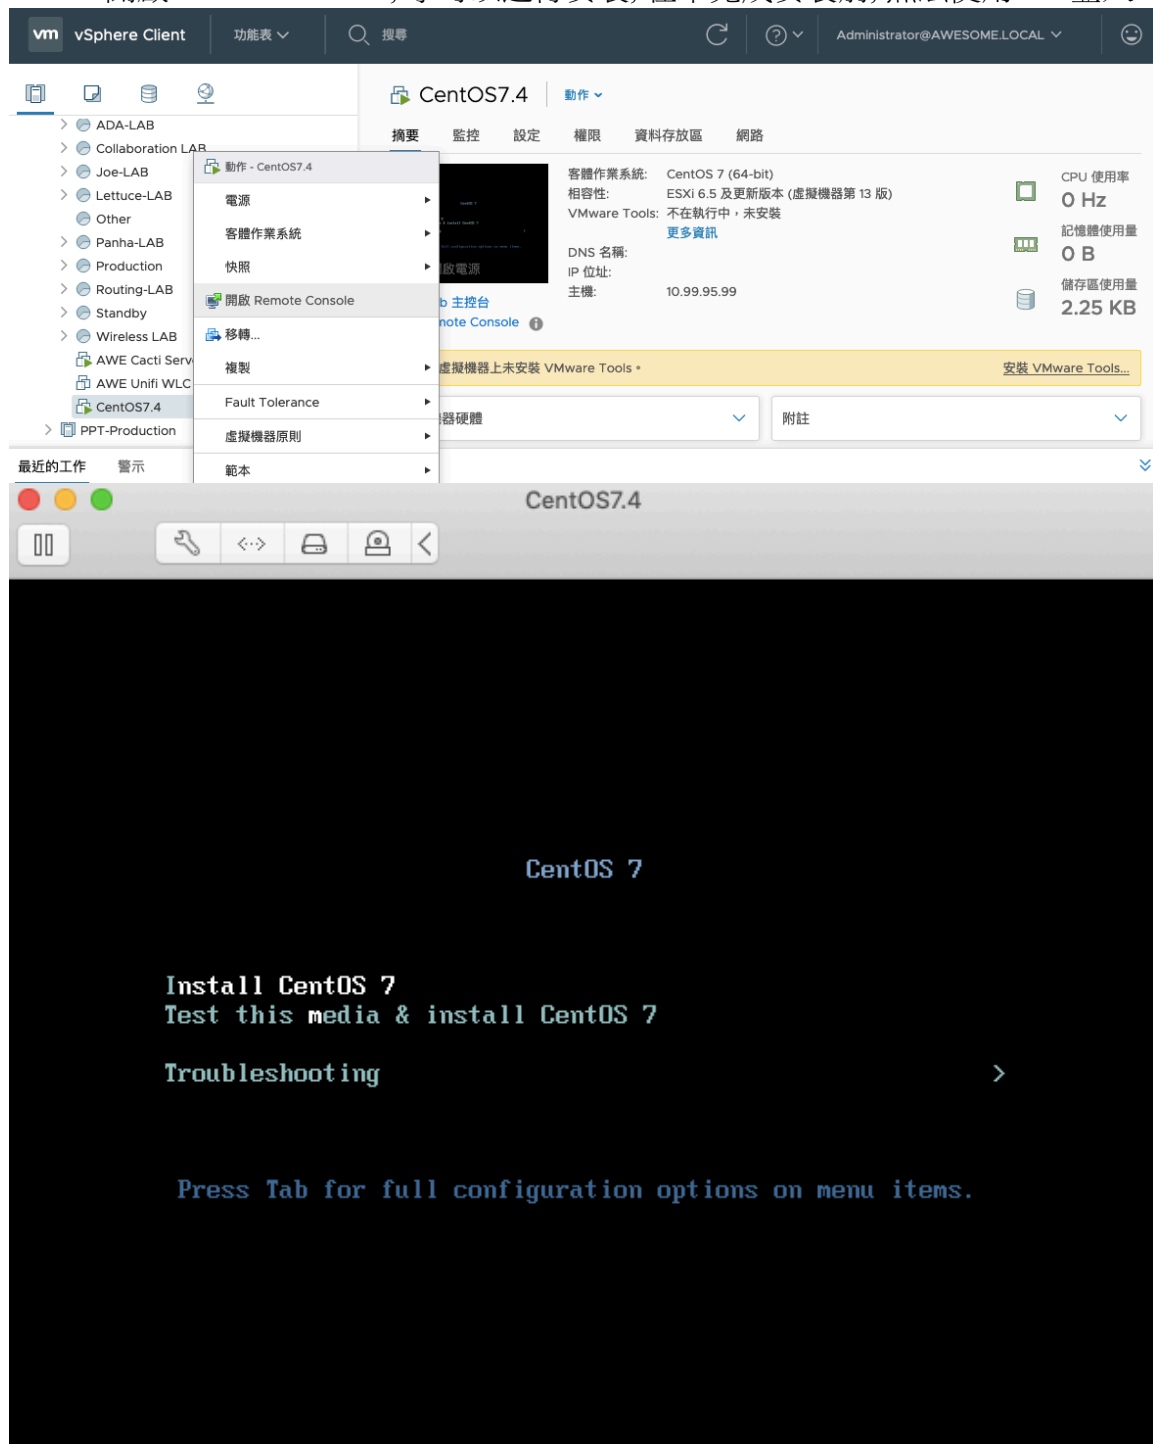 vm vSphere Client 功能表 搜尋 Administrator@AWESOME.LOCAL
CentOS7.4 動作
摘要 監控 設定 權限 資料存放區 網路
ADA-LAB
Collaboration LAB
Joe-LAB
Lettuce-LAB
Other
Panha-LAB
Production
Routing-LAB
Standby
Wireless LAB
AWE Cacti Serv
AWE Unifi WLC
CentOS7.4
PPT-Production
動作 - CentOS7.4
電源
客體作業系統
快照
開啟 Remote Console
移轉...
複製
Fault Tolerance
虛擬機器原則
範本
CentOS 7
啟電源
b 主控台
mote Console
客體作業系統: CentOS 7 (64-bit)
相容性: ESXi 6.5 及更新版本 (虛擬機器第 13 版)
VMware Tools: 不在執行中，未安裝
更多資訊
DNS 名稱:
IP 位址:
主機: 10.99.95.99
CPU 使用率
0 Hz
記憶體使用量
0 B
儲存區使用量
2.25 KB
虛擬機器上未安裝 VMware Tools。 安裝 VMware Tools...
器硬體 附註
最近的工作 警示
CentOS7.4
CentOS 7
Install CentOS 7
Test this media & install CentOS 7
Troubleshooting >
Press Tab for full configuration options on menu items.